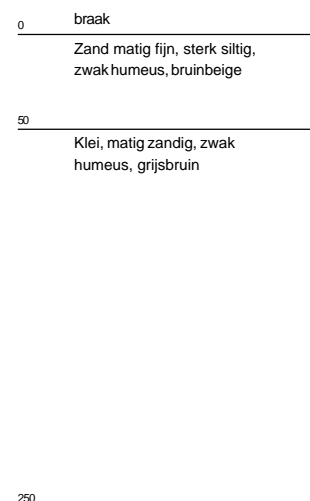 0 braak
Zand matig fijn, sterk siltig,
zwak humeus, bruinbeige
50
Klei, matig zandig, zwak
humeus, grijsbruin
250